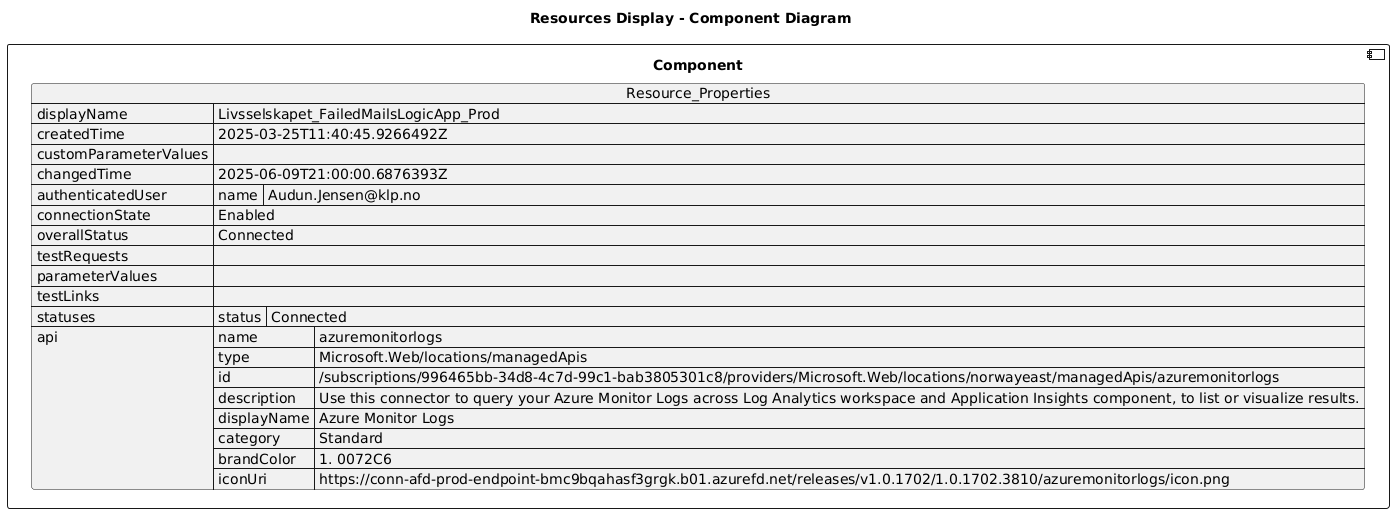 Resources Display - Component Diagram
Component
Resource_Properties
displayName Livsselskapet_FailedMailsLogicApp_Prod
createdTime 2025-03-25T11:40:45.9266492Z
customParameterValues
changedTime 2025-06-09T21:00:00.6876393Z
authenticatedUser name Audun.Jensen@klp.no
connectionState Enabled
overallStatus Connected
testRequests
parameterValues
testLinks
statuses status Connected
api name azuremonitorlogs
type Microsoft.Web/locations/managedApis
id /subscriptions/996465bb-34d8-4c7d-99c1-bab3805301c8/providers/Microsoft.Web/locations/norwayeast/managedApis/azuremonitorlogs
description Use this connector to query your Azure Monitor Logs across Log Analytics workspace and Application Insights component, to list or visualize results.
displayName Azure Monitor Logs
category Standard
brandColor 1. 0072C6
iconUri https://conn-afd-prod-endpoint-bmc9bqahasf3grgk.b01.azurefd.net/releases/v1.0.1702/1.0.1702.3810/azuremonitorlogs/icon.png